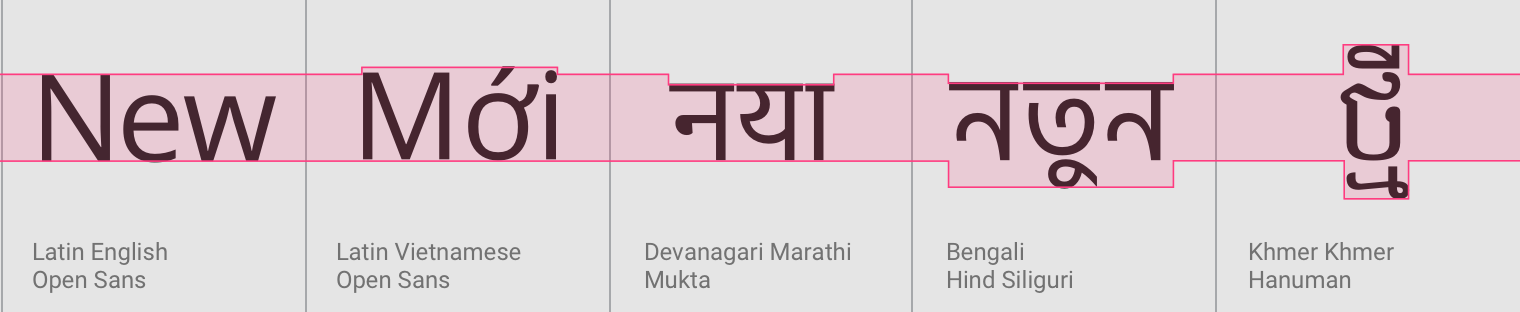 New
Mới
नया
নতুন
ថ្មី
Latin English
Open Sans
Latin Vietnamese
Open Sans
Devanagari Marathi
Mukta
Bengali
Hind Siliguri
Khmer Khmer
Hanuman